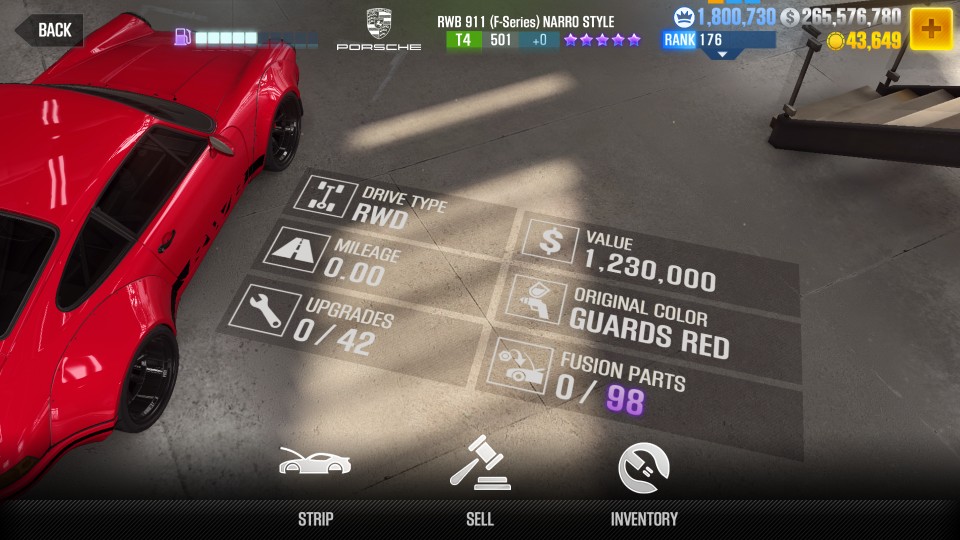 BACK
PORSCHE
RWB 911 (F-Series) NARRO STYLE
T4 501 +0
1,800,730
265,576,780
RANK 176
43,649
DRIVE TYPE
RWD
MILEAGE
0.00
UPGRADES
0 / 42
VALUE
1,230,000
ORIGINAL COLOR
GUARDS RED
FUSION PARTS
0 / 98
STRIP
SELL
INVENTORY